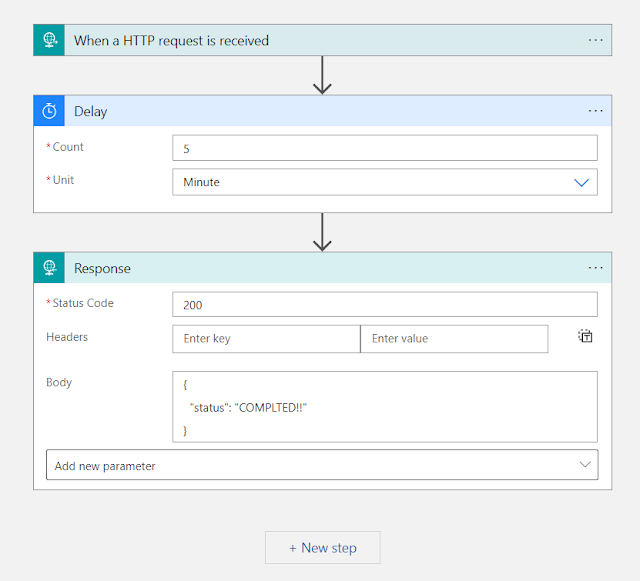 When a HTTP request is received
Delay
* Count 5
* Unit Minute
Response
* Status Code 200
Headers Enter key Enter value
Body {
"status": "COMPLTED!!"
}
Add new parameter
+ New step